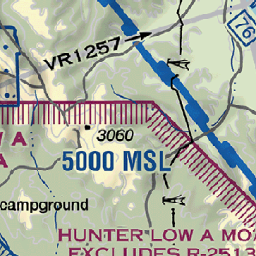 VR1257
76
W A
A
3060
5000 MSL
campground
HUNTER LOW A MO
EXCLUDES R-2513